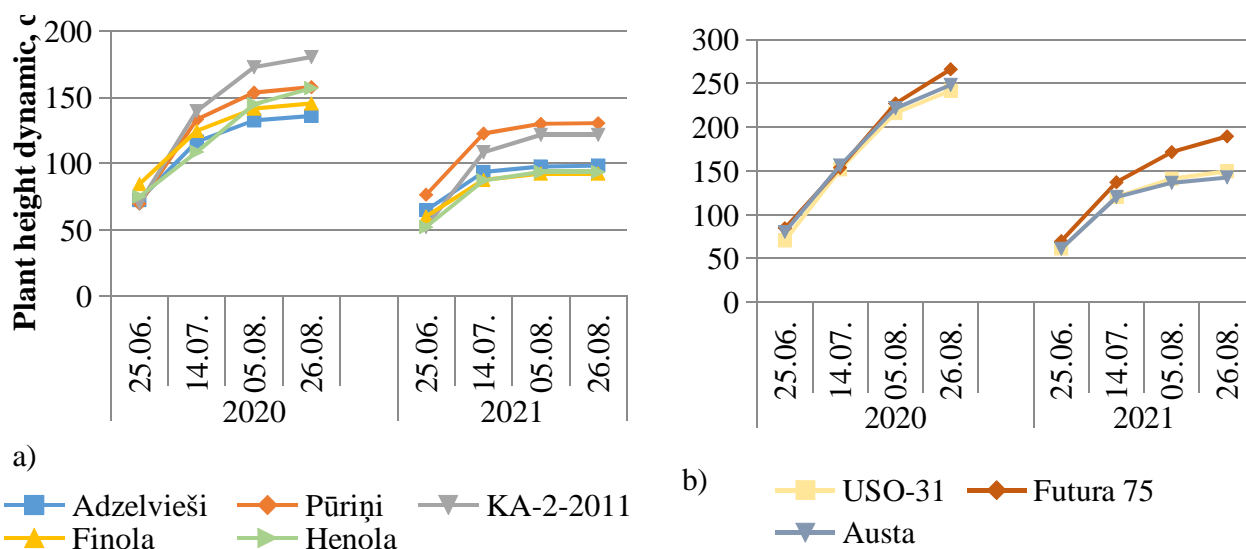 Plant height dynamic, c
200
150
100
50
0
25.06.
14.07.
05.08.
26.08.
25.06.
14.07.
05.08.
26.08.
2020
2021
a)
Adzelvieši
Pūriņi
KA-2-2011
Finola
Henola
300
250
200
150
100
50
0
25.06.
14.07.
05.08.
26.08.
25.06.
14.07.
05.08.
26.08.
2020
2021
b)
USO-31
Futura 75
Austa